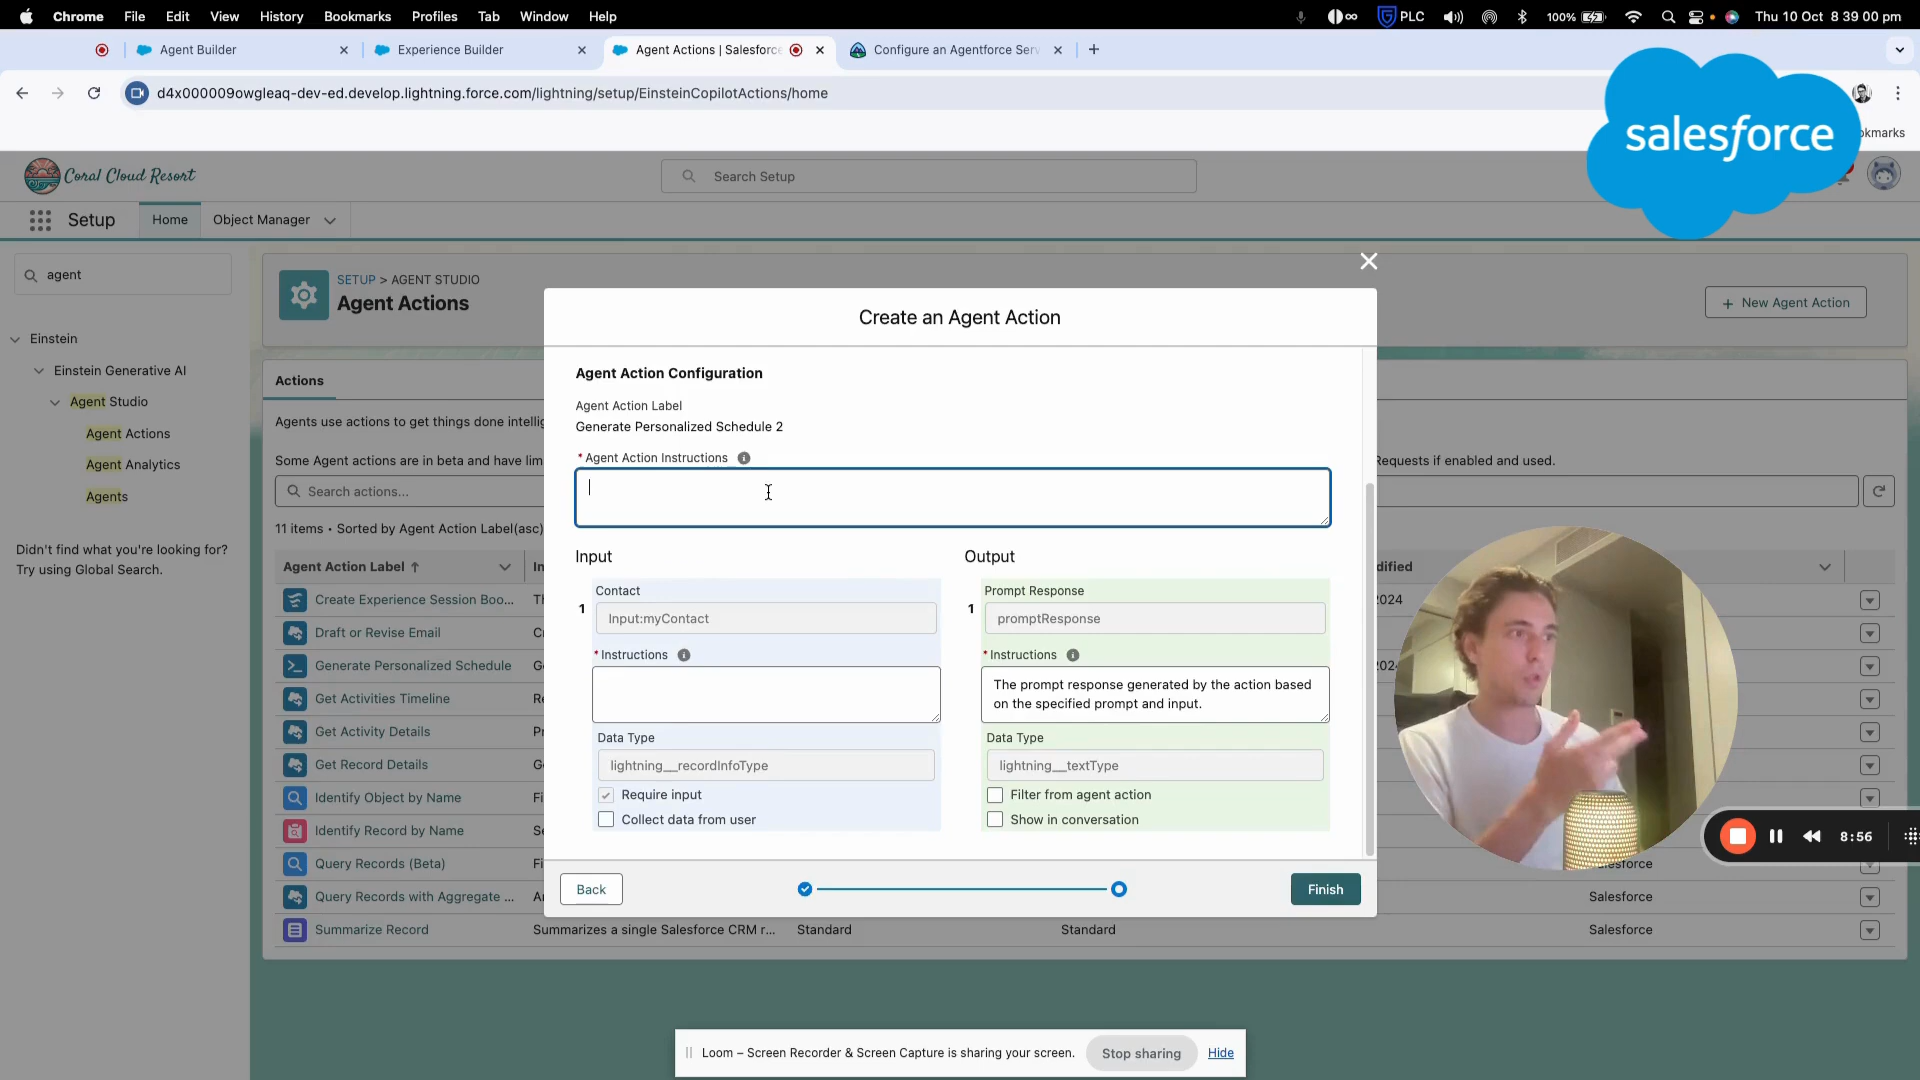 Chrome File Edit View History Bookmarks Profiles Tab Window Help PLC 100% Thu 10 Oct 8 39 00 pm
Agent Builder Experience Builder Agent Actions | Salesforce Configure an Agentforce Serv
d4x000009owgleaq-dev-ed.develop.lightning.force.com/lightning/setup/EinsteinCopilotActions/home
salesforce
okmarks
Coral Cloud Resort
Search Setup
Setup Home Object Manager
agent
Einstein
Einstein Generative AI
Agent Studio
Agent Actions
Agent Analytics
Agents
Didn't find what you're looking for?
Try using Global Search.
SETUP > AGENT STUDIO
Agent Actions
New Agent Action
Actions
Agents use actions to get things done intellig
Some Agent actions are in beta and have lim
Requests if enabled and used.
Search actions...
11 items • Sorted by Agent Action Label(asc)
Agent Action Label In dified
Create Experience Session Boo... Th 2024
Draft or Revise Email Cr
Generate Personalized Schedule Ge 2024
Get Activities Timeline Re
Get Activity Details Pr
Get Record Details Ge
Identify Object by Name Fi
Identify Record by Name Se
Query Records (Beta) Fi esforce
Query Records with Aggregate ... An Salesforce
Summarize Record Summarizes a single Salesforce CRM r... Standard Standard Salesforce
Create an Agent Action
Agent Action Configuration
Agent Action Label
Generate Personalized Schedule 2
* Agent Action Instructions
Input
1
Contact
Input:myContact
* Instructions
Data Type
lightning__recordInfoType
Require input
Collect data from user
Output
1
Prompt Response
promptResponse
* Instructions
The prompt response generated by the action based
on the specified prompt and input.
Data Type
lightning__textType
Filter from agent action
Show in conversation
Back Finish
8:56
Loom – Screen Recorder & Screen Capture is sharing your screen. Stop sharing Hide